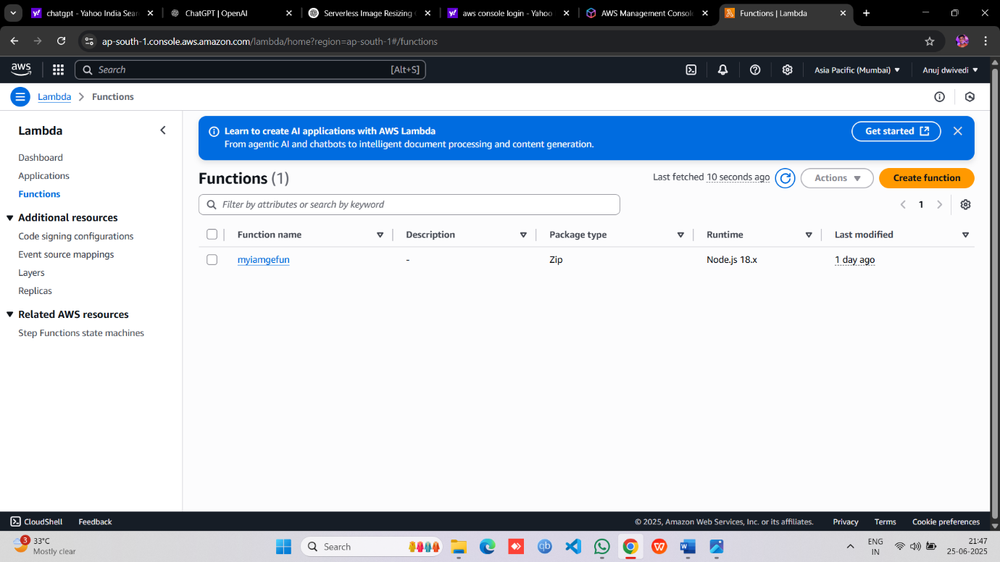 chatgpt - Yahoo India Sear
ChatGPT | OpenAI
Serverless Image Resizing
aws console login - Yahoo
AWS Management Consol
Functions | Lambda
ap-south-1.console.aws.amazon.com/lambda/home?region=ap-south-1#/functions
aws
Search
[Alt+S]
Asia Pacific (Mumbai)
Anuj dwivedi
Lambda
Functions
Lambda
Dashboard
Applications
Functions
Additional resources
Code signing configurations
Event source mappings
Layers
Replicas
Related AWS resources
Step Functions state machines
Learn to create AI applications with AWS Lambda
From agentic AI and chatbots to intelligent document processing and content generation.
Get started
Functions (1)
Last fetched 10 seconds ago
Actions
Create function
Filter by attributes or search by keyword
1
Function name Description Package type Runtime Last modified
myiamgefun - Zip Node.js 18.x 1 day ago
CloudShell Feedback
© 2025, Amazon Web Services, Inc. or its affiliates. Privacy Terms Cookie preferences
3
33°C
Mostly clear
Search
ENG
IN
21:47
25-06-2025